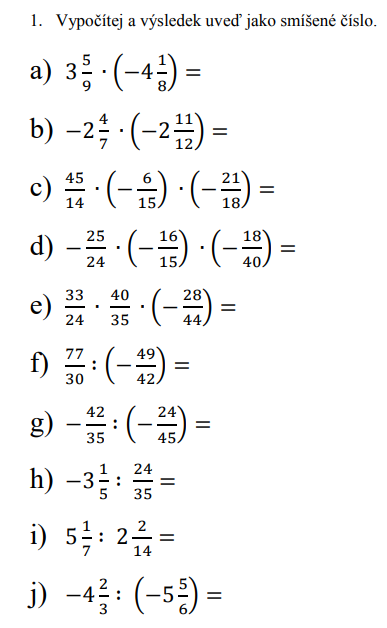 1. Vypočítej a výsledek uveď jako smíšené číslo.
a) 3 5/9 · (−4 1/8) =
b) −2 4/7 · (−2 11/12) =
c) 45/14 · (−6/15) · (−21/18) =
d) −25/24 · (−16/15) · (−18/40) =
e) 33/24 · 40/35 · (−28/44) =
f) 77/30 : (−49/42) =
g) −42/35 : (−24/45) =
h) −3 1/5 : 24/35 =
i) 5 1/7 : 2 2/14 =
j) −4 2/3 : (−5 5/6) =